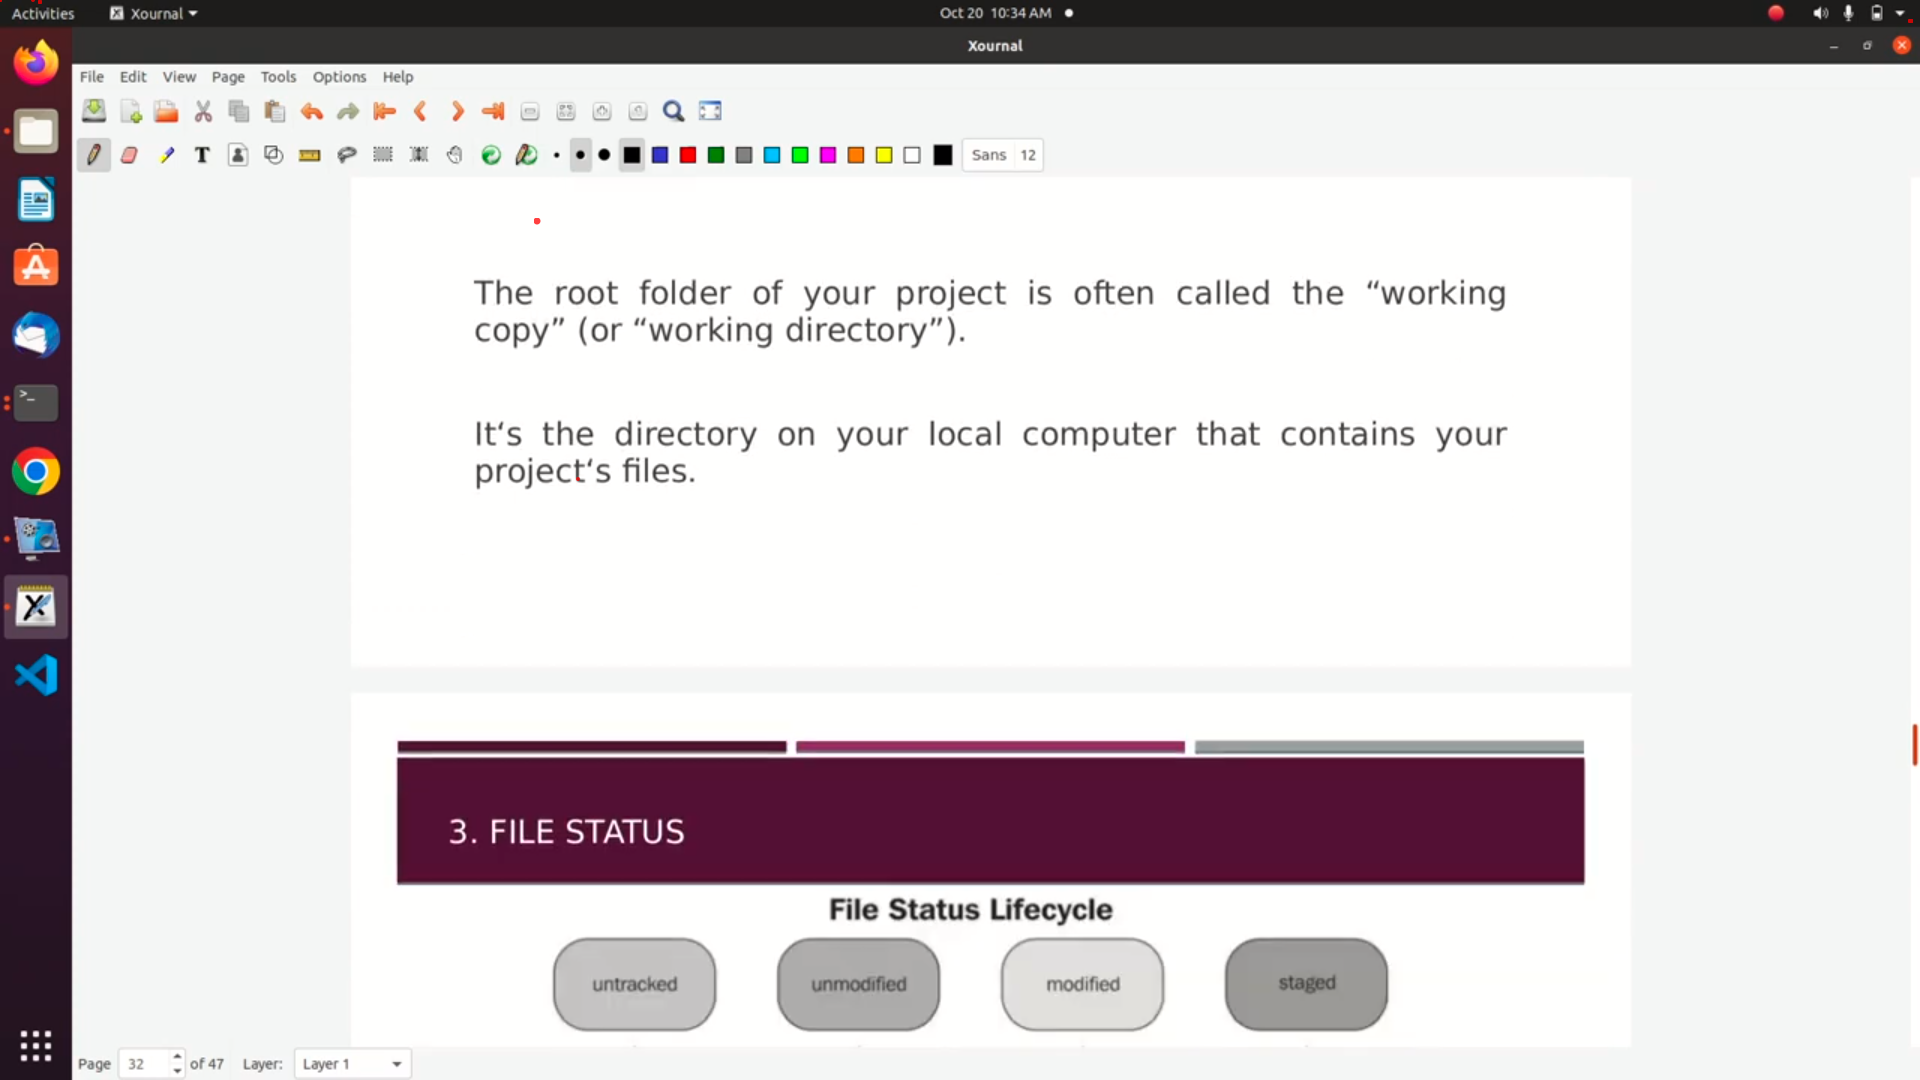 Activities Xournal Oct 20 10:34 AM
Xournal
File Edit View Page Tools Options Help
Sans 12
The root folder of your project is often called the “working
copy” (or “working directory”).
It‘s the directory on your local computer that contains your
project‘s files.
3. FILE STATUS
File Status Lifecycle
untracked unmodified modified staged
Page 32 of 47 Layer: Layer 1